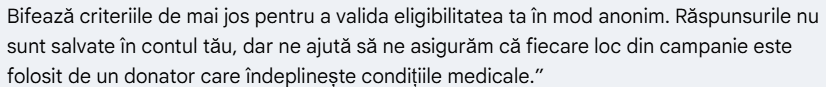 Bifează criteriile de mai jos pentru a valida eligibilitatea ta în mod anonim. Răspunsurile nu
sunt salvate în contul tău, dar ne ajută să ne asigurăm că fiecare loc din campanie este
folosit de un donator care îndeplinește condițiile medicale.”